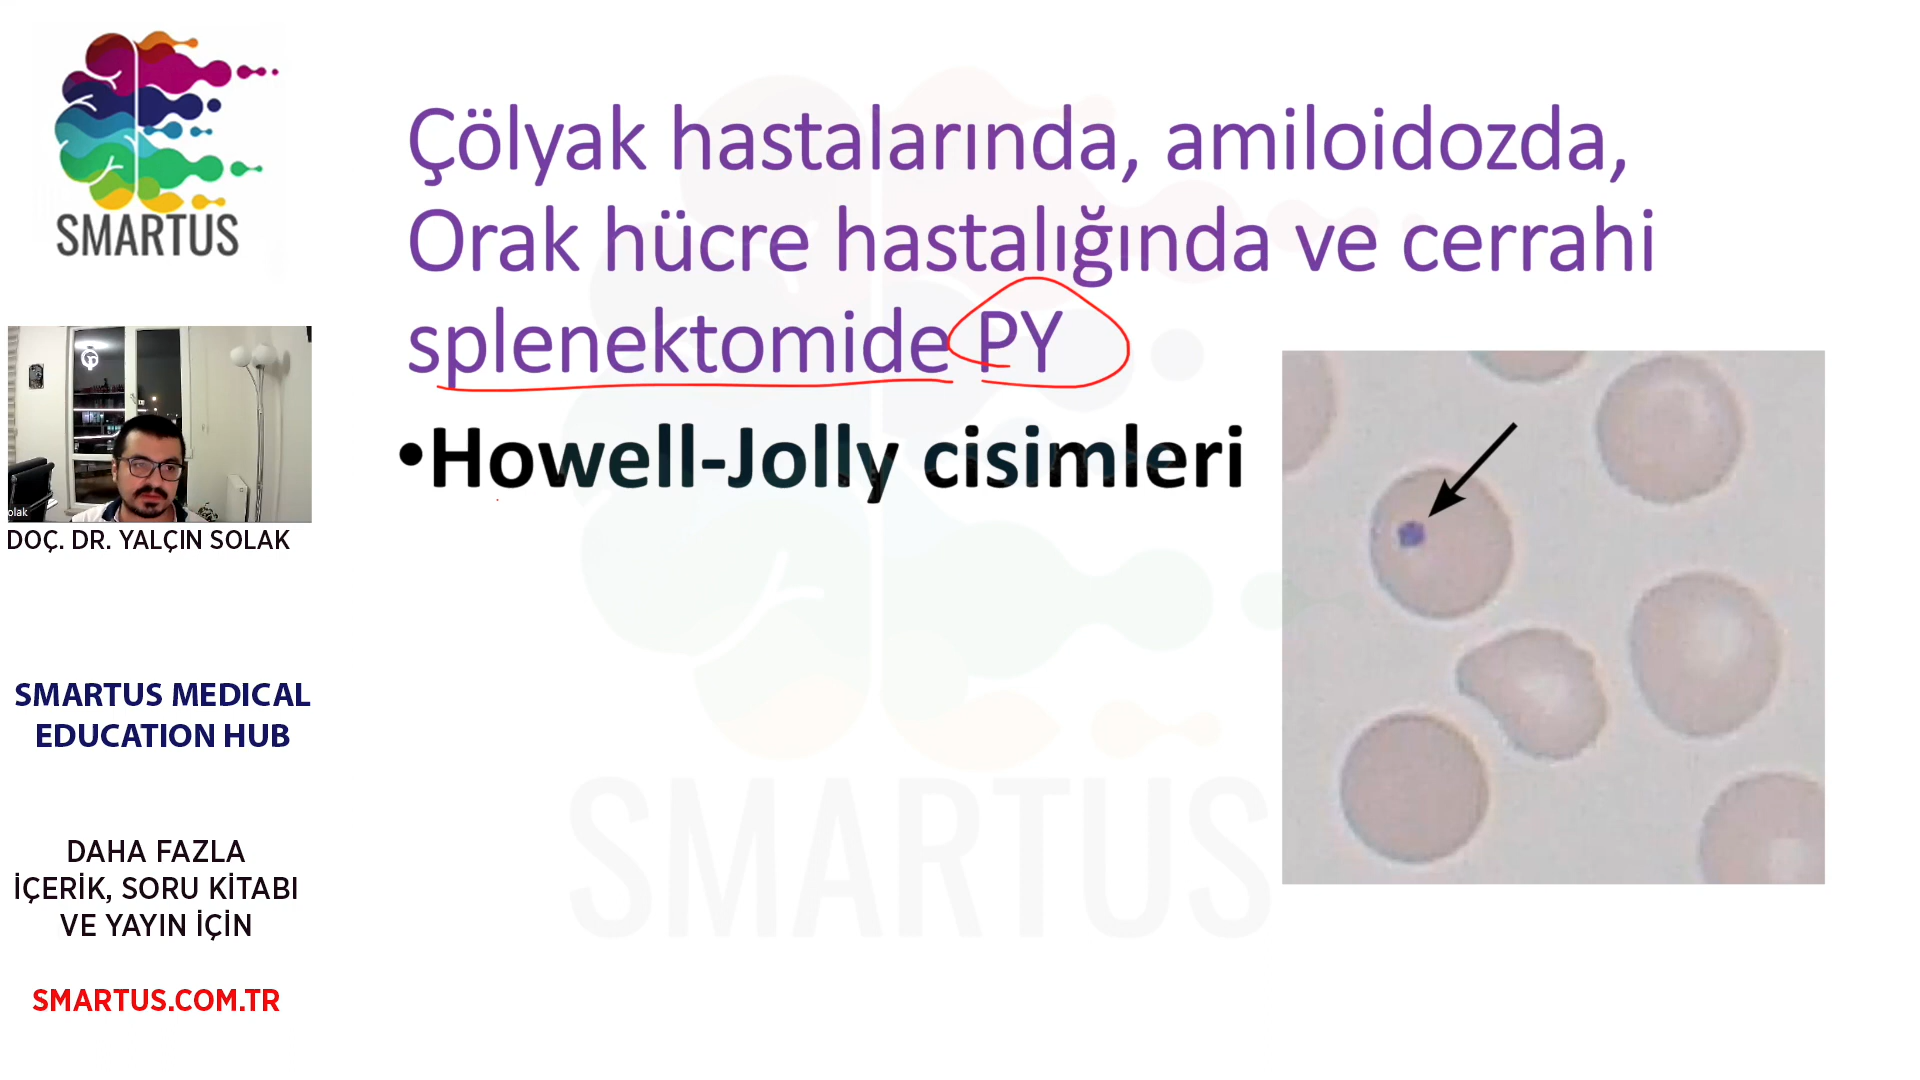 SMARTUS
Çölyak hastalarında, amiloidozda,
Orak hücre hastalığında ve cerrahi
splenektomide PY
•Howell-Jolly cisimleri
olak
DOÇ. DR. YALÇIN SOLAK
SMARTUS MEDICAL
EDUCATION HUB
DAHA FAZLA
İÇERİK, SORU KİTABI
VE YAYIN İÇİN
SMARTUS.COM.TR
SMARTUS